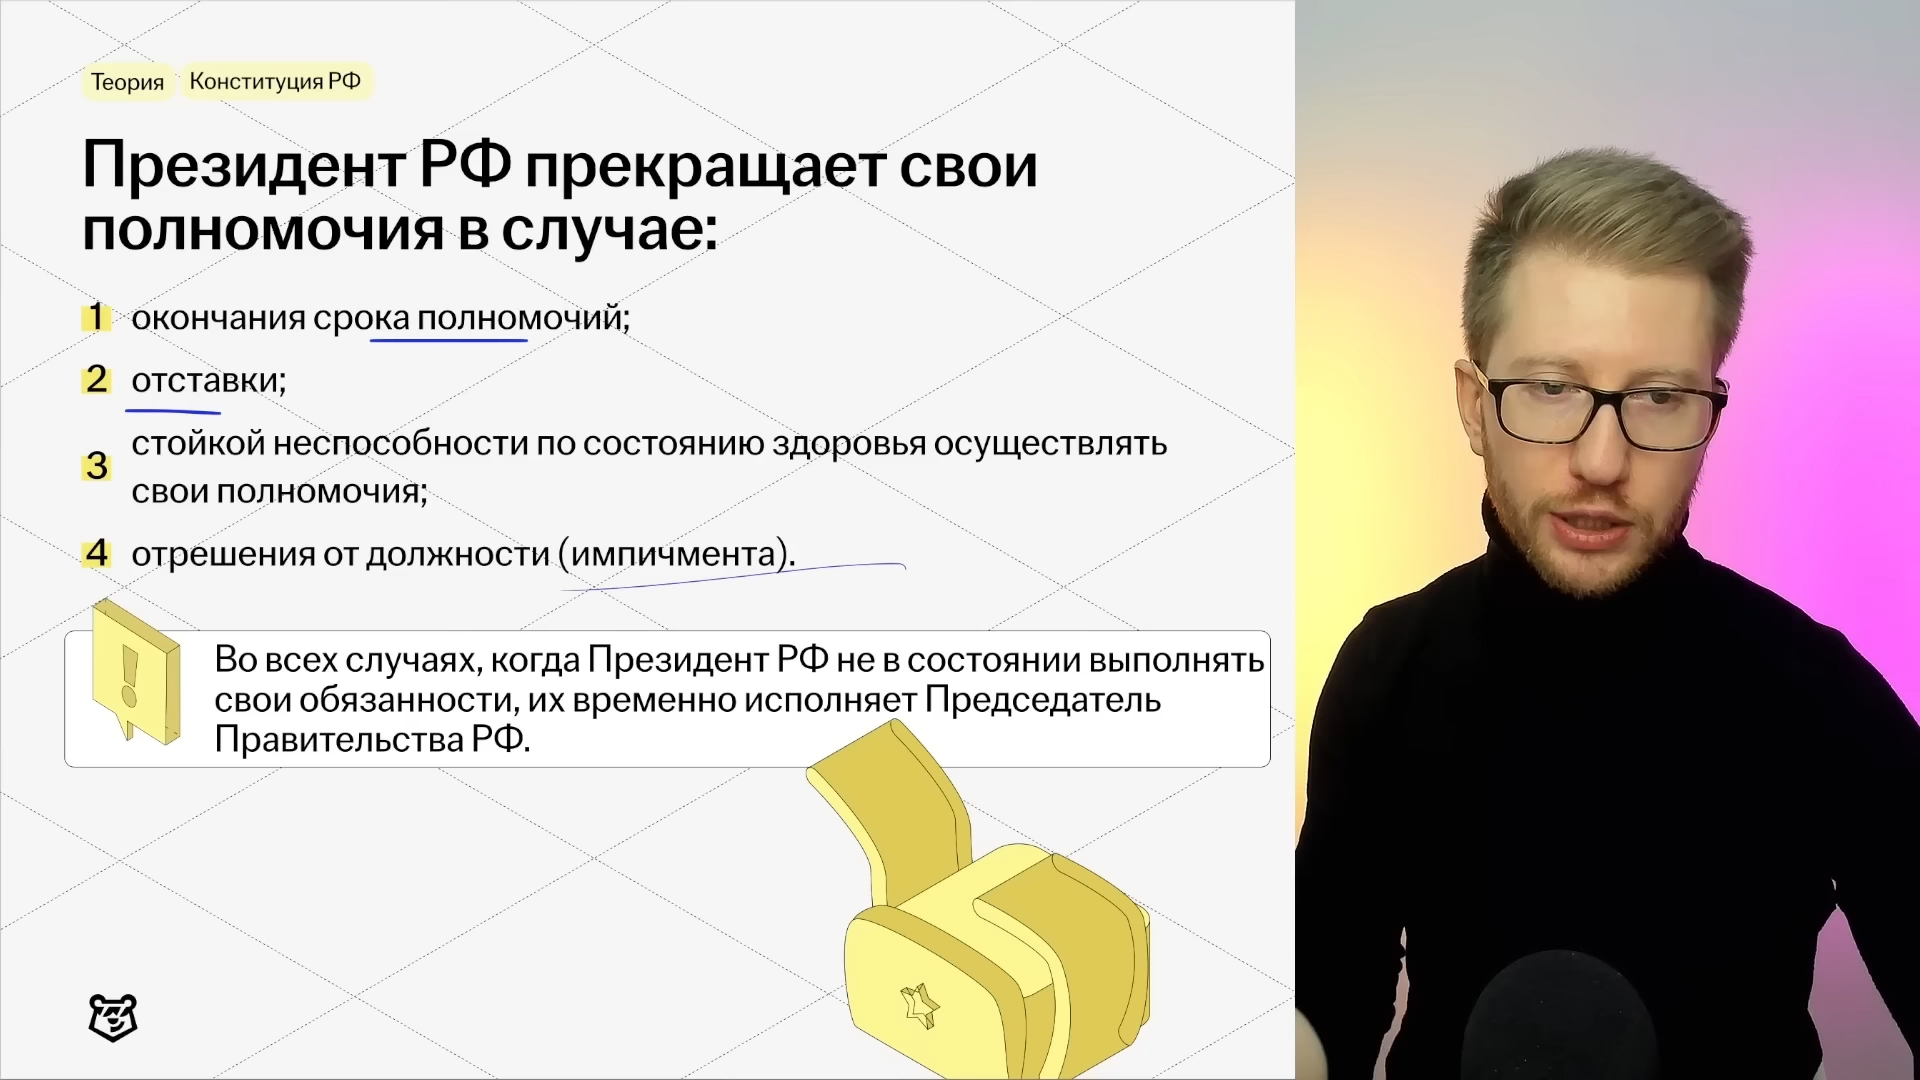 Теория Конституция РФ
Президент РФ прекращает свои
полномочия в случае:
1 окончания срока полномочий;
2 отставки;
3 стойкой неспособности по состоянию здоровья осуществлять
свои полномочия;
4 отрешения от должности (импичмента).
Во всех случаях, когда Президент РФ не в состоянии выполнять
свои обязанности, их временно исполняет Председатель
Правительства РФ.